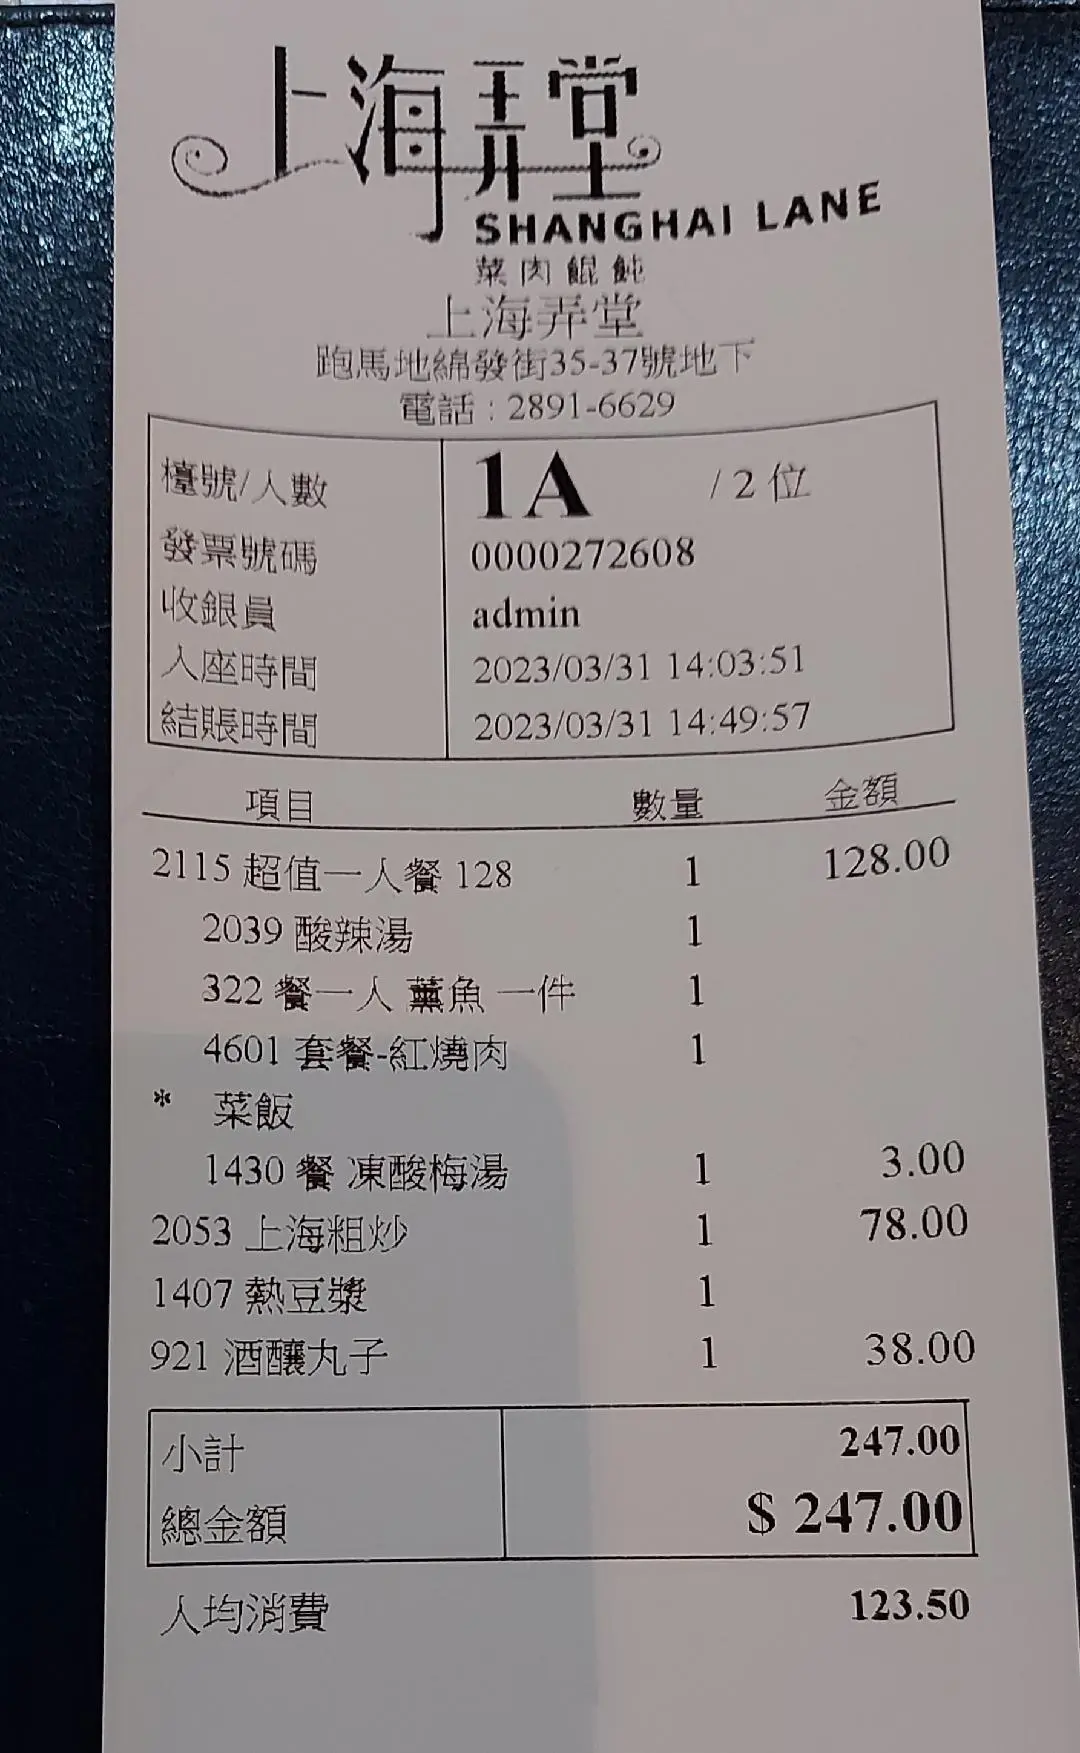 上海弄堂
SHANGHAI LANE
菜肉餛飩
上海弄堂
跑馬地綿發街35-37號地下
電話 : 2891-6629
檯號/人數 1A / 2 位
發票號碼 0000272608
收銀員 admin
入座時間 2023/03/31 14:03:51
結賬時間 2023/03/31 14:49:57
項目 數量 金額
2115 超值一人餐 128 1 128.00
2039 酸辣湯 1
322 餐一人 薰魚 一件 1
4601 套餐-紅燒肉 1
* 菜飯
1430 餐 凍酸梅湯 1 3.00
2053 上海粗炒 1 78.00
1407 熱豆漿 1
921 酒釀丸子 1 38.00
小計 247.00
總金額 $ 247.00
人均消費 123.50